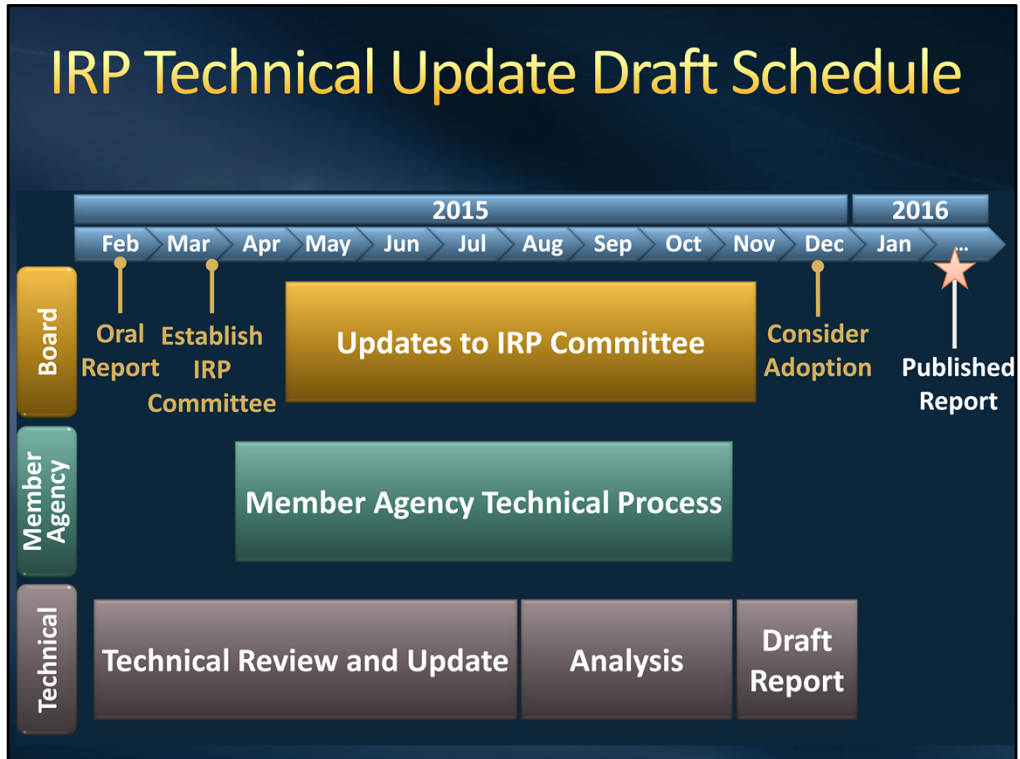 IRP Technical Update Draft Schedule
2015
2016
Feb
Mar
Apr
May
Jun
Jul
Aug
Sep
Oct
Nov
Dec
Jan
...
Board
Oral
Report
Establish
IRP
Committee
Updates to IRP Committee
Consider
Adoption
Published
Report
Member
Agency
Member Agency Technical Process
Technical
Technical Review and Update
Analysis
Draft
Report